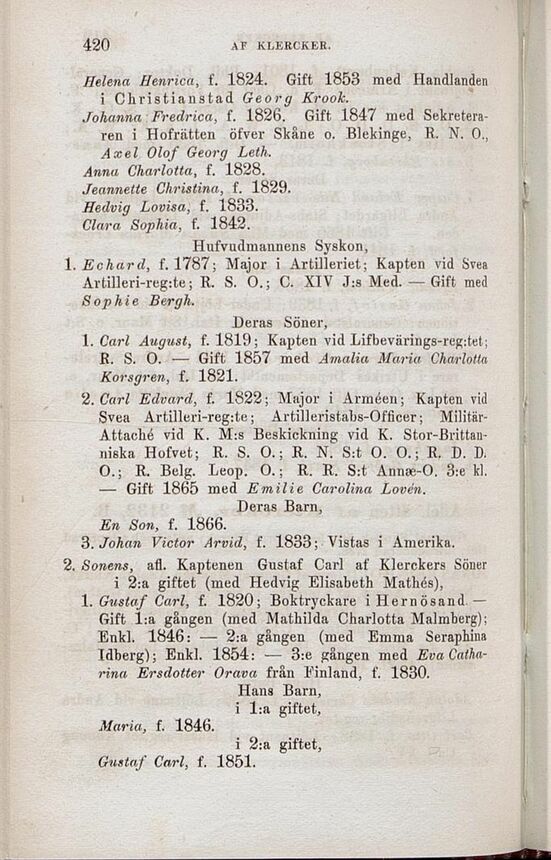 420
AF KLERCKER.
Helena Henrica, f. 1824. Gift 1853 med Handlanden
i Christianstad Georg Krook.
Johanna Fredrica, f. 1826. Gift 1847 med Sekretera-
ren i Hofrätten öfver Skåne o. Blekinge, R. N. O.,
Axel Olof Georg Leth.
Anna Charlotta, f. 1828.
Jeannette Christina, f. 1829.
Hedvig Lovisa, f. 1833.
Clara Sophia, f. 1842.
Hufvudmannens Syskon,
1. Echard, f. 1787; Major i Artilleriet; Kapten vid Svea
Artilleri-reg:te; R. S. O.; C. XIV J:s Med. — Gift med
Sophie Bergh.
Deras Söner,
1. Carl August, f. 1819; Kapten vid Lifbevärings-reg:tet;
R. S. O. — Gift 1857 med Amalia Maria Charlotta
Korsgren, f. 1821.
2. Carl Edvard, f. 1822; Major i Arméen; Kapten vid
Svea Artilleri-reg:te; Artilleristabs-Officer; Militär-
Attaché vid K. M:s Beskickning vid K. Stor-Brittan-
niska Hofvet; R. S. O.; R. N. S:t O. O.; R. D. D.
O.; R. Belg. Leop. O.; R. R. S:t Annæ-O. 3:e kl.
— Gift 1865 med Emilie Carolina Lovén.
Deras Barn,
En Son, f. 1866.
3. Johan Victor Arvid, f. 1833; Vistas i Amerika.
2. Sonens, afl. Kaptenen Gustaf Carl af Klerckers Söner
i 2:a giftet (med Hedvig Elisabeth Mathés),
1. Gustaf Carl, f. 1820; Boktryckare i Hernösand —
Gift 1:a gången (med Mathilda Charlotta Malmberg);
Enkl. 1846: — 2:a gången (med Emma Seraphina
Idberg); Enkl. 1854: — 3:e gången med Eva Catha-
rina Ersdotter Orava från Finland, f. 1830.
Hans Barn,
i 1:a giftet,
Maria, f. 1846.
i 2:a giftet,
Gustaf Carl, f. 1851.